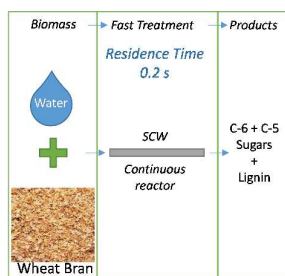 Biomass
Fast Treatment
Products
Residence Time
0.2 s
Water
SCW
Continuous
reactor
C-6 + C-5
Sugars
+
Lignin
Wheat Bran